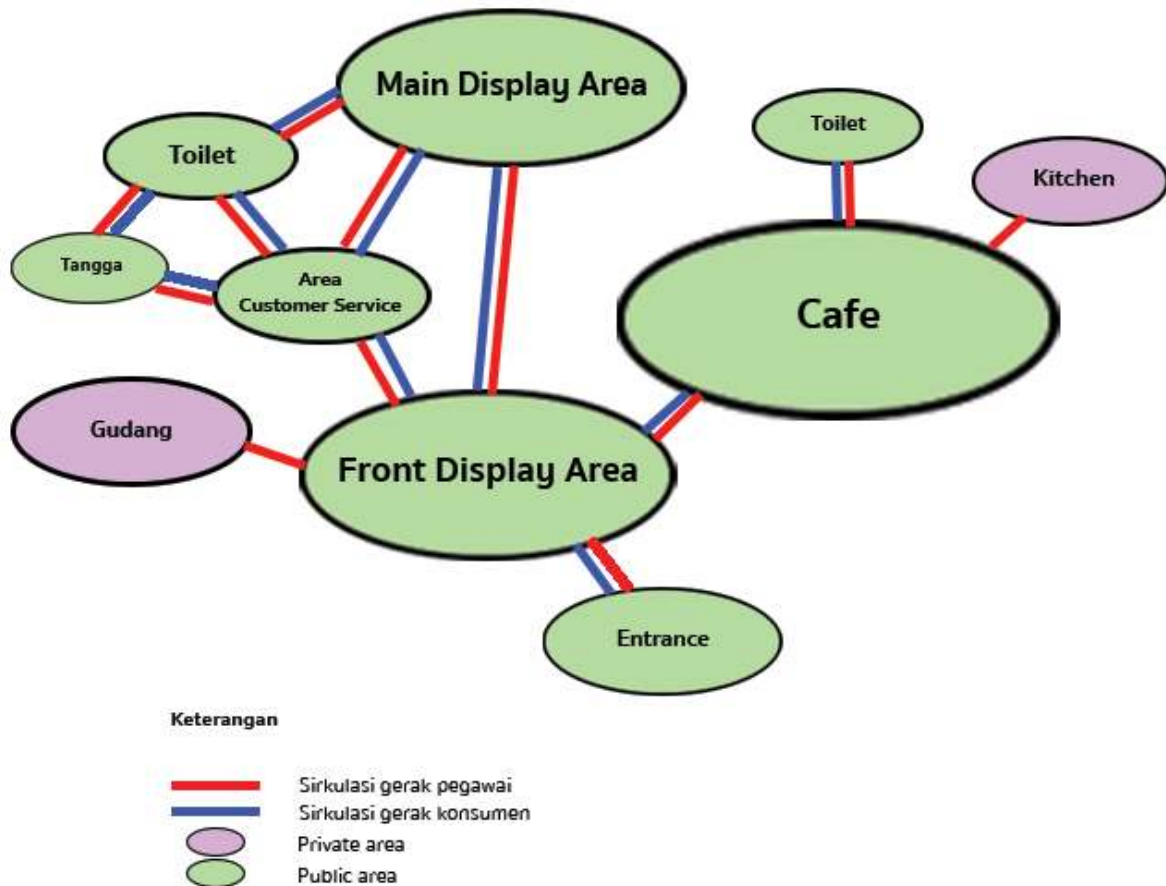 Main Display Area
Toilet
Toilet
Kitchen
Tangga
Area
Customer Service
Cafe
Gudang
Front Display Area
Entrance
Keterangan
Sirkulasi gerak pegawai
Sirkulasi gerak konsumen
Private area
Public area